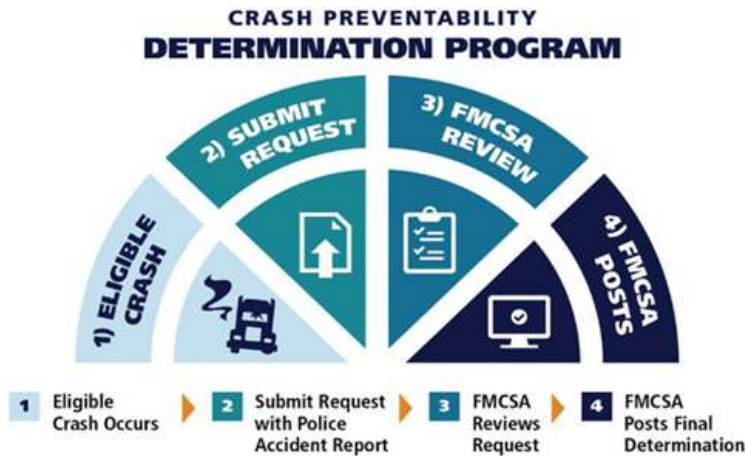 CRASH PREVENTABILITY
DETERMINATION PROGRAM
1) ELIGIBLE
CRASH
2) SUBMIT
REQUEST
3) FMCSA
REVIEW
4) FMCSA
POSTS
1 Eligible
Crash Occurs
2 Submit Request
with Police
Accident Report
3 FMCSA
Reviews
Request
4 FMCSA
Posts Final
Determination